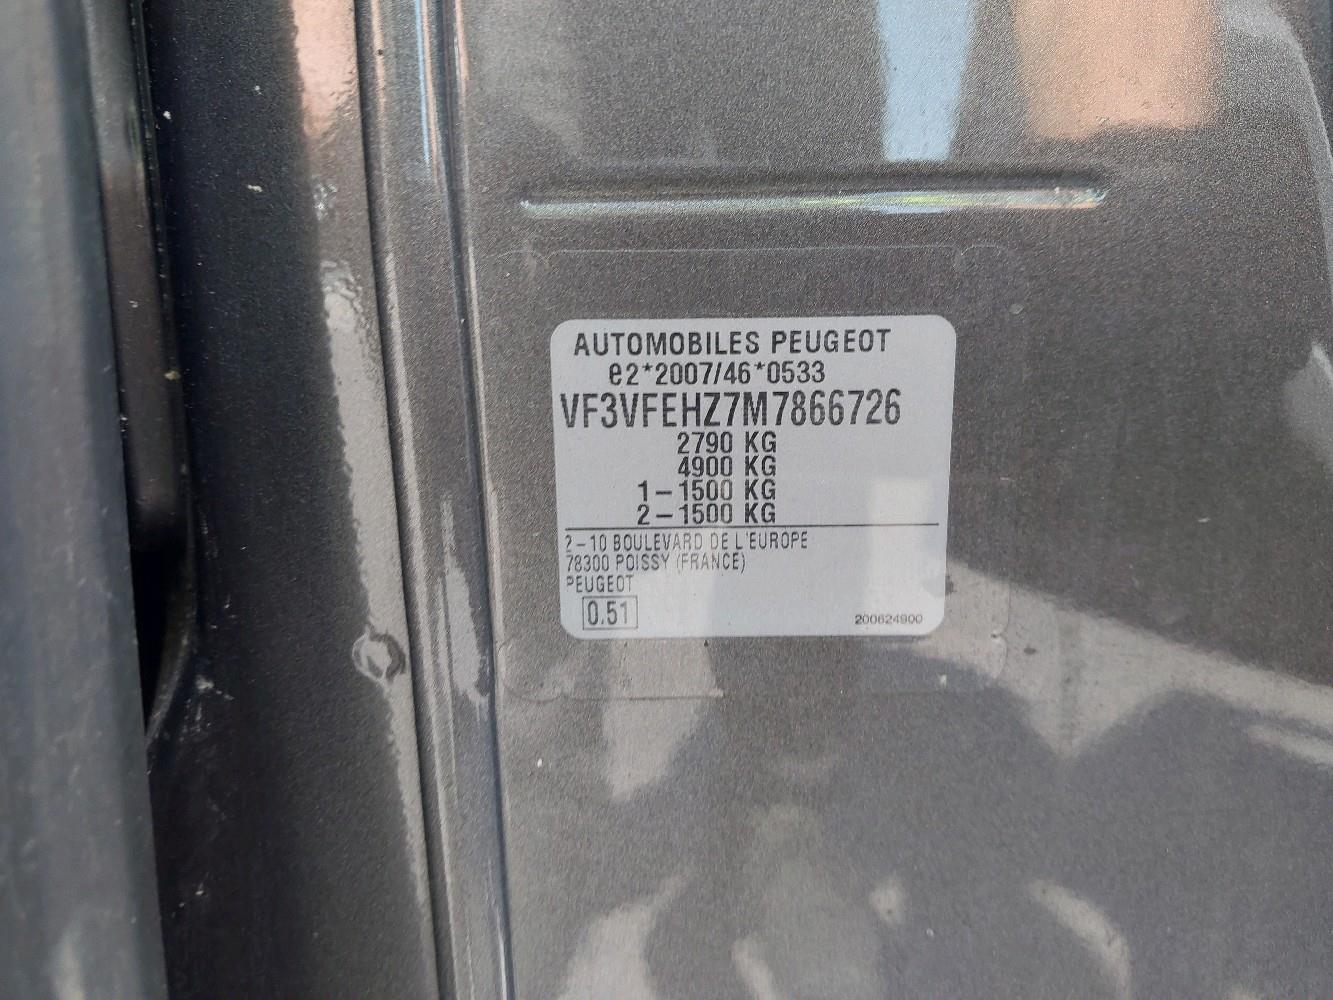 AUTOMOBILES PEUGEOT
e2*2007/46*0533
VF3VFEHZ7M7866726
2790 KG
4900 KG
1-1500 KG
2-1500 KG
2-10 BOULEVARD DE L'EUROPE
78300 POISSY (FRANCE)
PEUGEOT
0.51
200624900